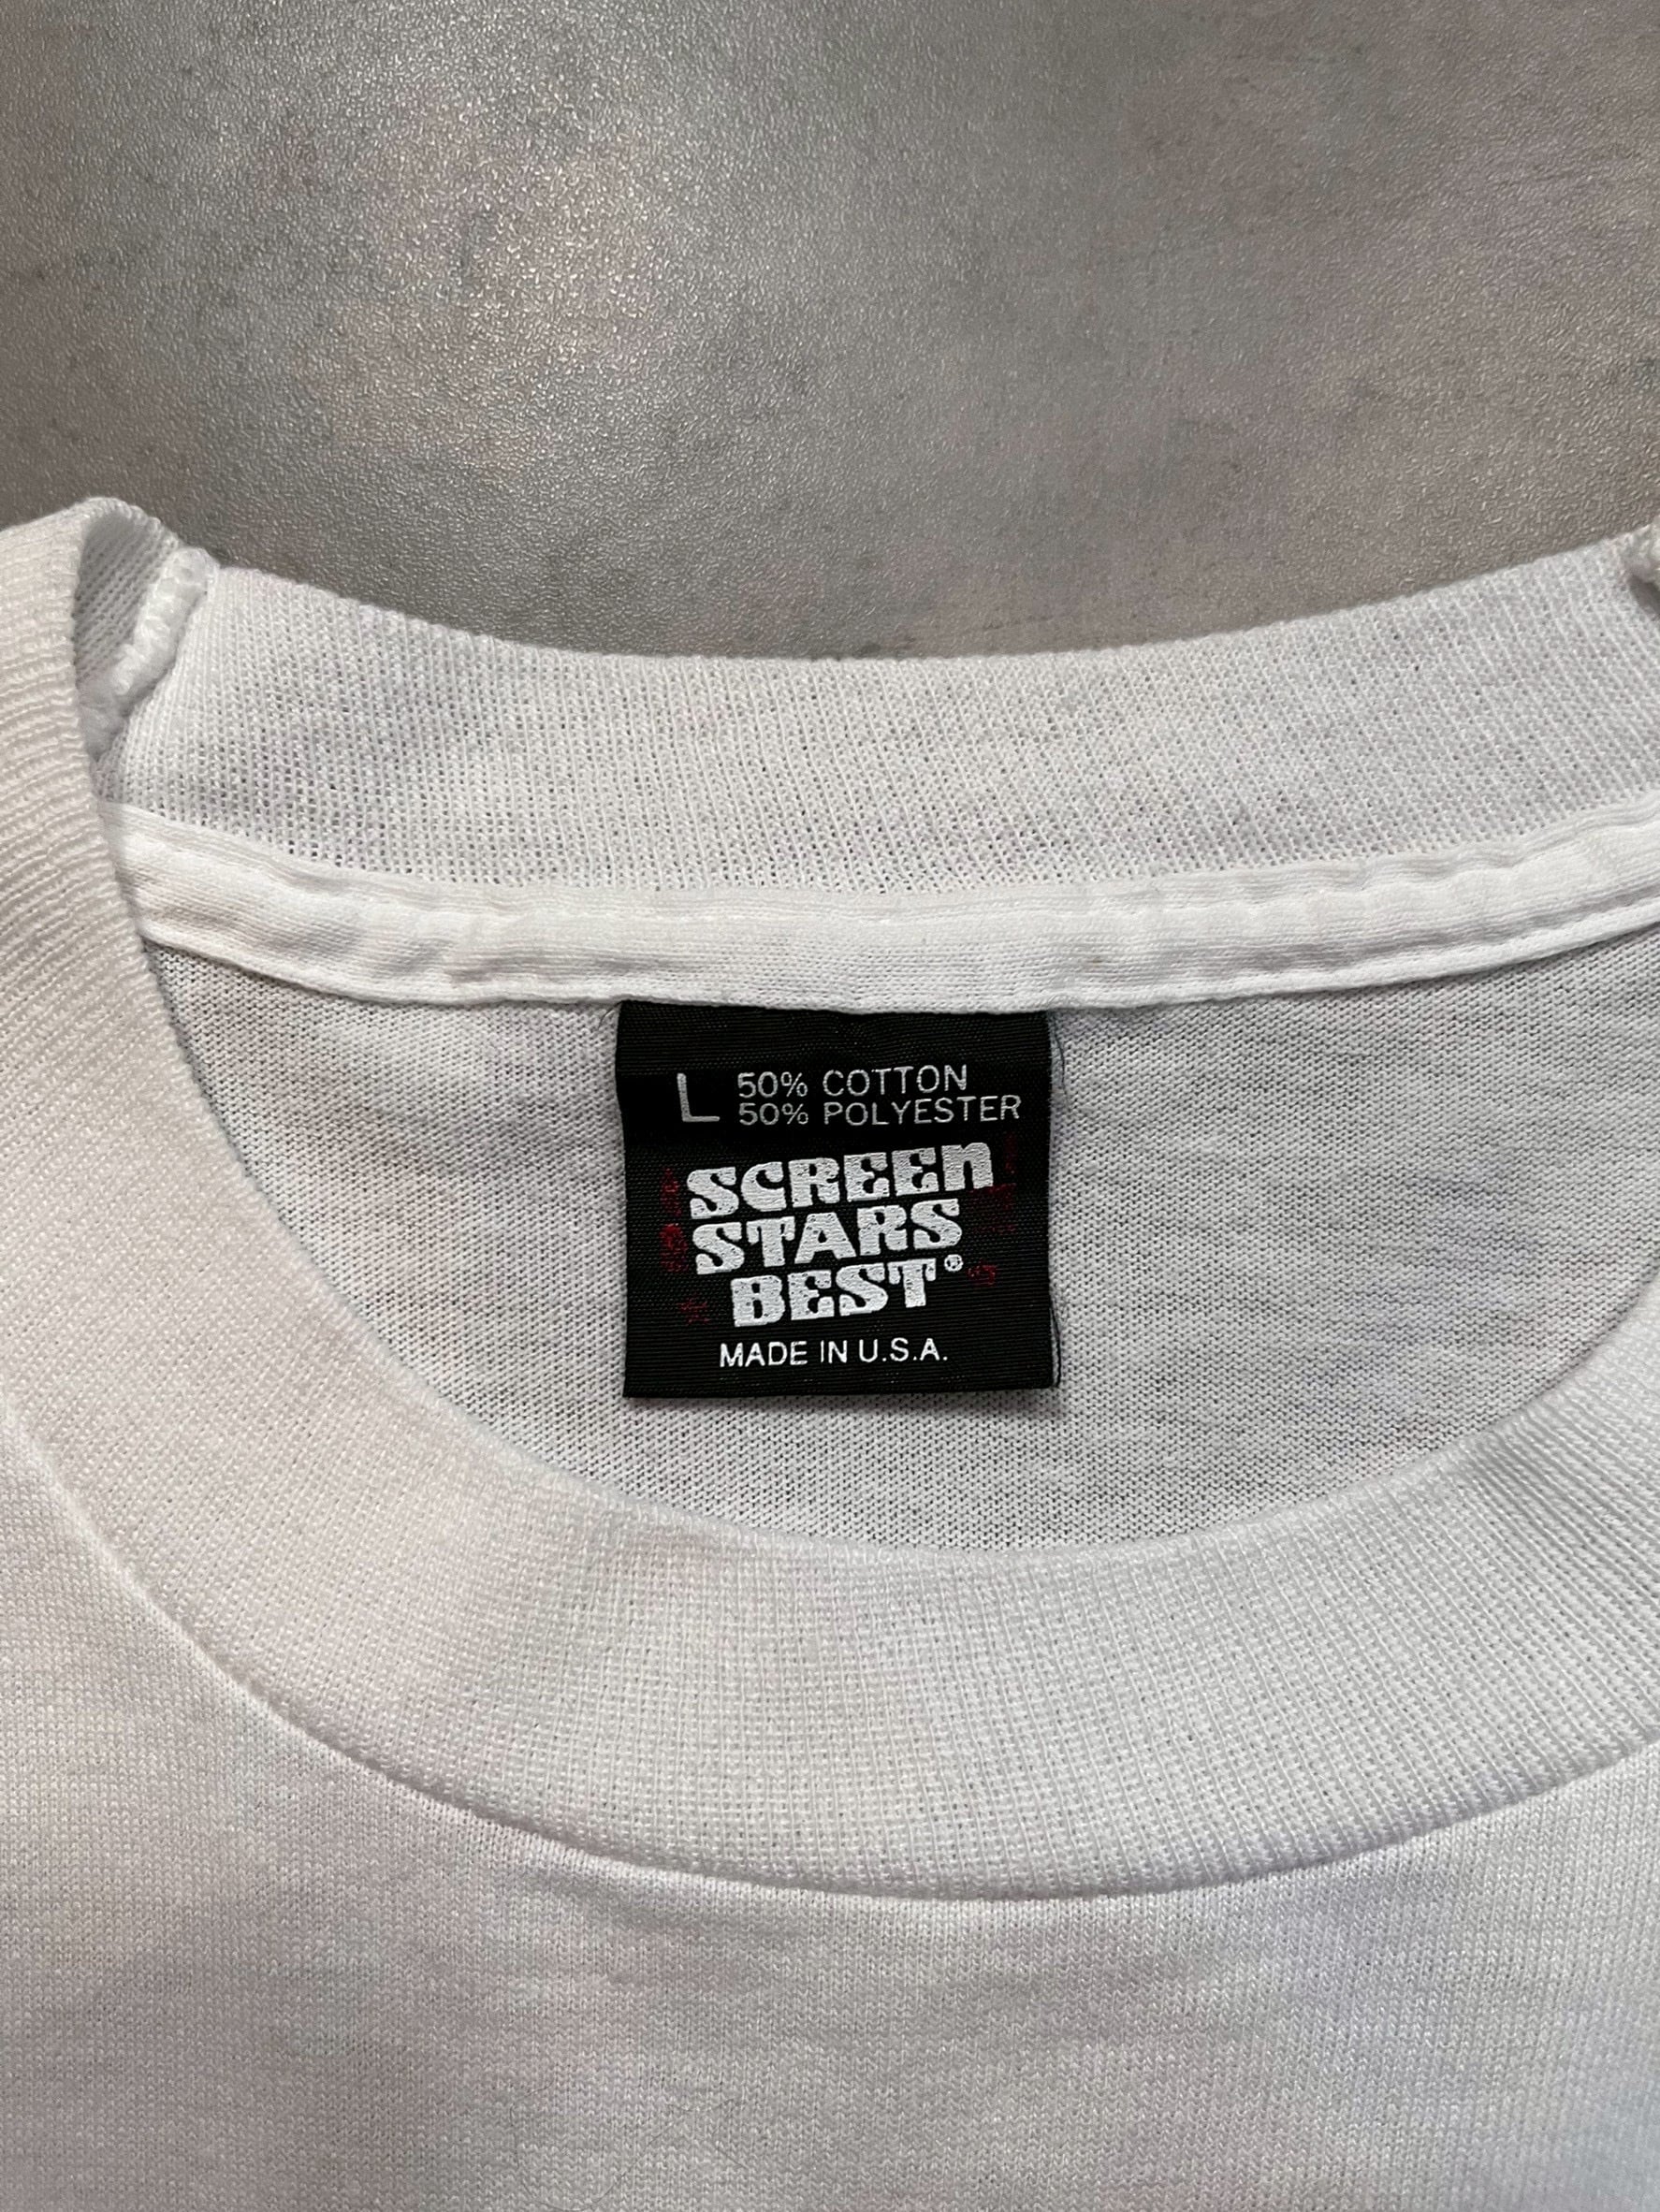 L 50% COTTON
50% POLYESTER
SCREEN
STARS
BEST®
MADE IN U.S.A.